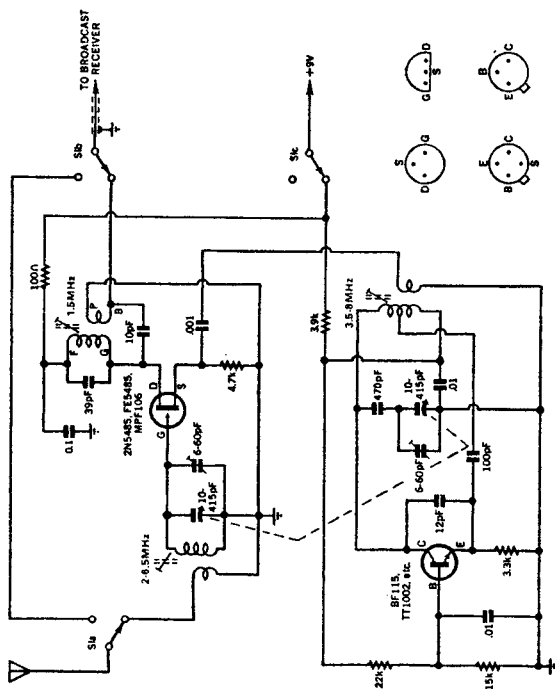 S1a
S1b
TO BROADCAST
RECEIVER
100Ω
0.1
39pF
F
G
1.5MHz
P
B
10pF
2N5485, FE5485,
MPF106
D
G
S
.001
4.7k
2-6.5MHz
10-
415pF
6-60pF
S1c
+9V
3.9k
3.5-8MHz
470pF
10-
415pF
6-60pF
.01
100pF
12pF
BF115,
TT1002, etc.
C
B
E
22k
15k
.01
3.3k
S
D
G
G
S
D
E
B
C
S
B
E
C